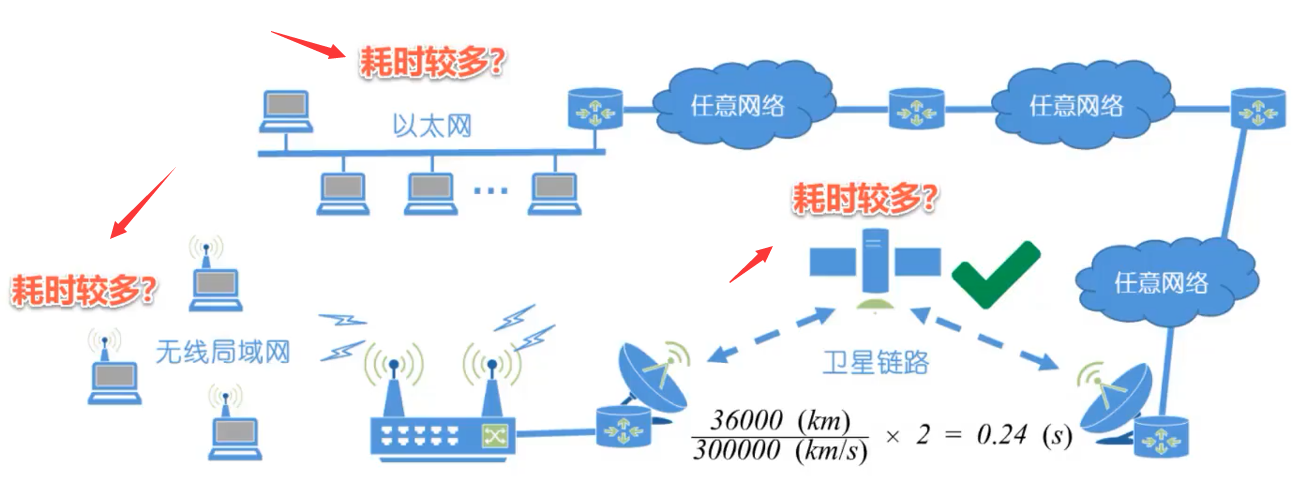 耗时较多?
以太网
任意网络
任意网络
耗时较多?
耗时较多?
任意网络
无线局域网
卫星链路
36000 (km)
300000 (km/s)
× 2 = 0.24 (s)